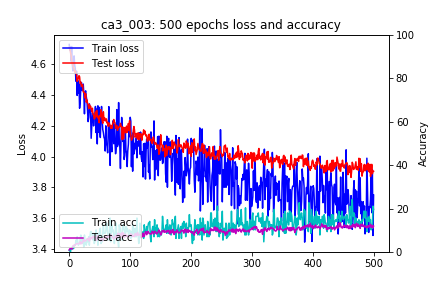 ca3_003: 500 epochs loss and accuracy
Train loss
Test loss
Train acc
Test acc
Loss
4.6
4.4
4.2
4.0
3.8
3.6
3.4
Accuracy
100
80
60
40
20
0
0
100
200
300
400
500